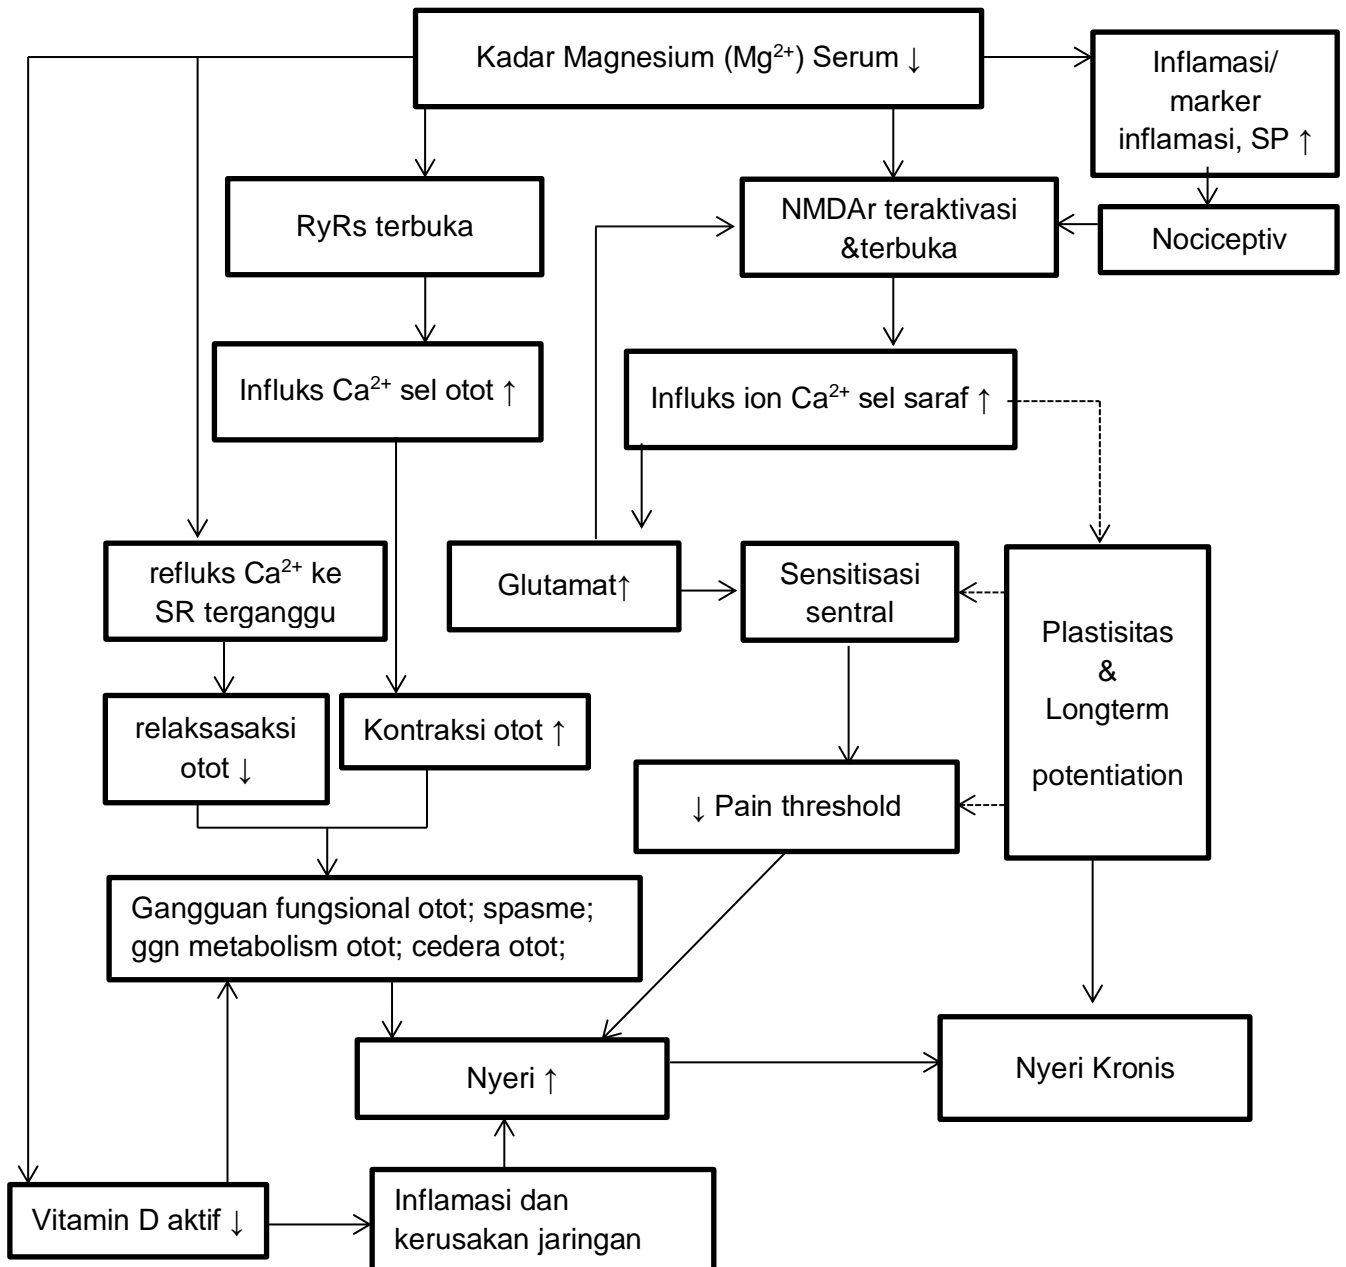 Kadar Magnesium (Mg²⁺) Serum ↓
Inflamasi/
marker
inflamasi, SP ↑
RyRs terbuka
NMDAr teraktivasi
&terbuka
Nociceptiv
Influks Ca²⁺ sel otot ↑
Influks ion Ca²⁺ sel saraf ↑
refluks Ca²⁺ ke
SR terganggu
Glutamat↑
Sensitisasi
sentral
Plastisitas
&
Longterm
potentiation
relaksasaksi
otot ↓
Kontraksi otot ↑
↓ Pain threshold
Gangguan fungsional otot; spasme;
ggn metabolism otot; cedera otot;
Nyeri ↑
Nyeri Kronis
Vitamin D aktif ↓
Inflamasi dan
kerusakan jaringan